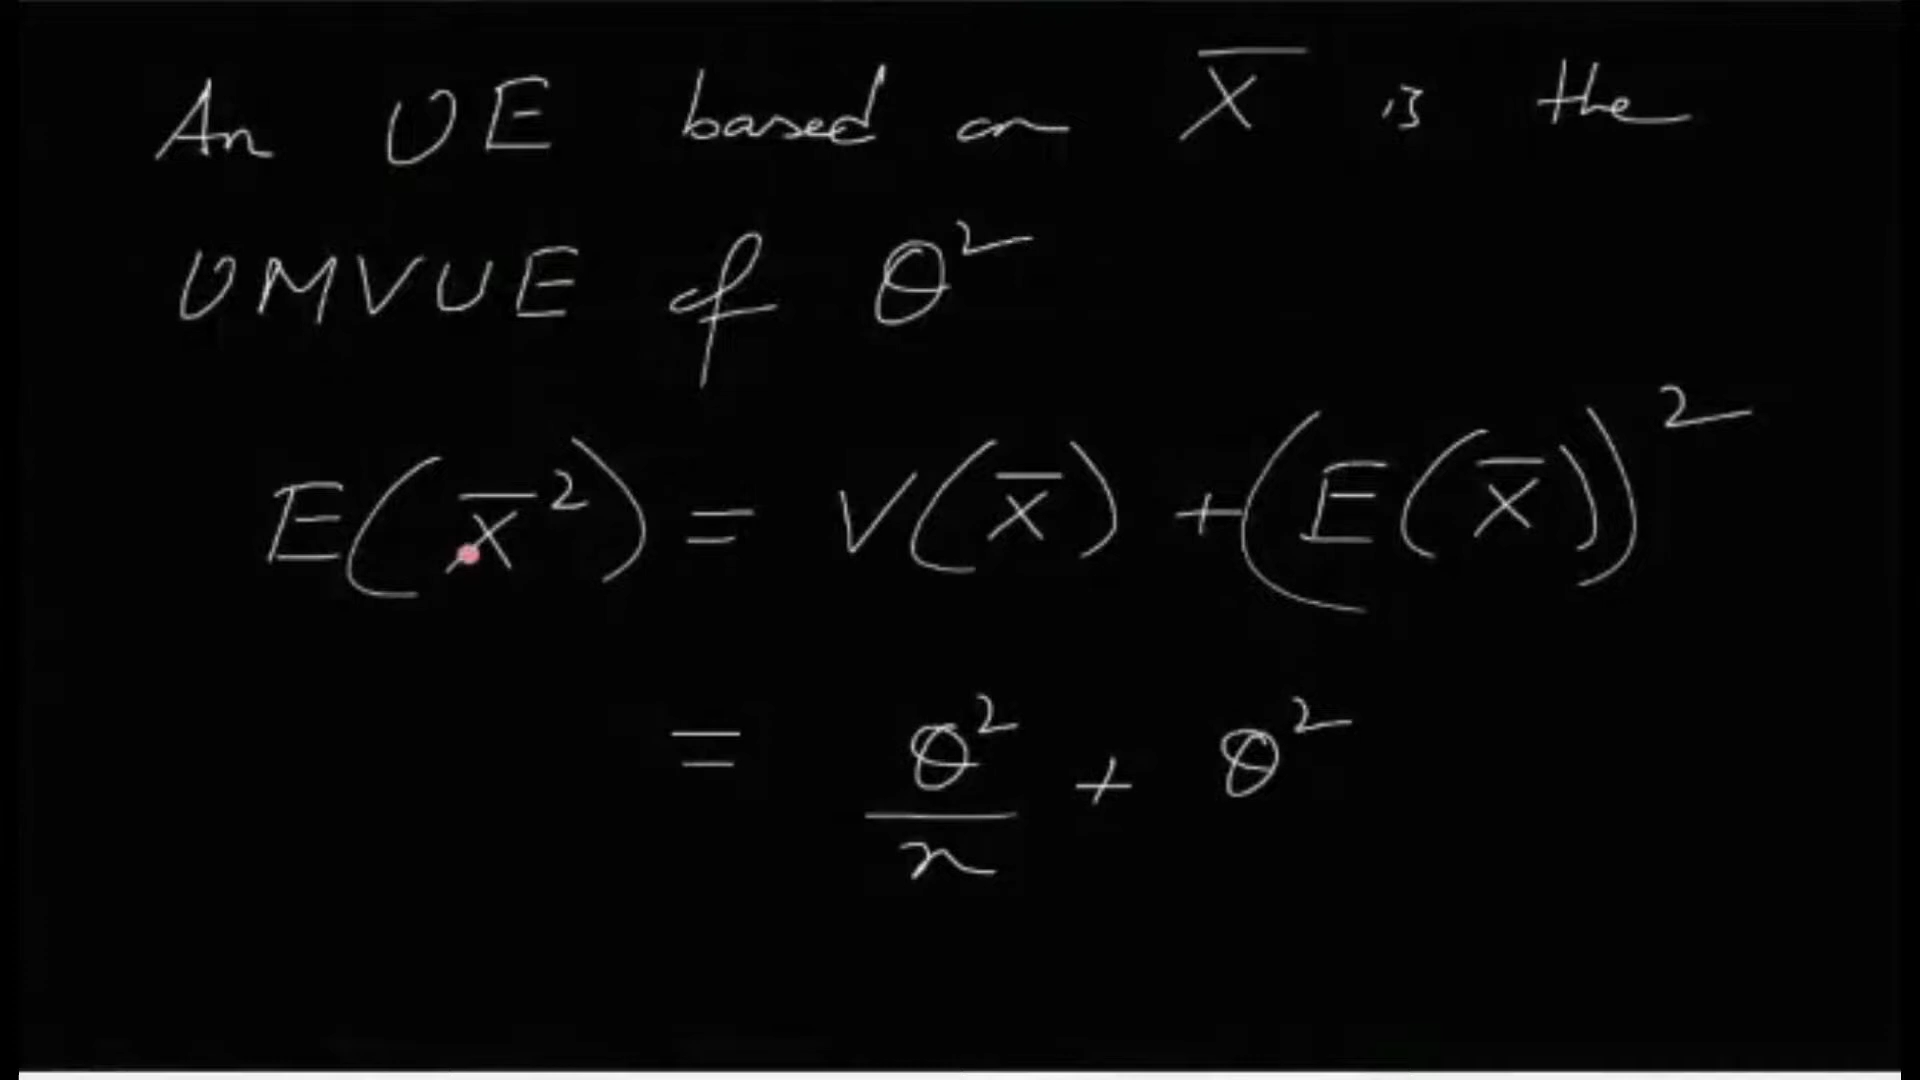 An UE based on X̅ is the
UMVUE of θ²
E(X̅²) = V(X̅) + (E(X̅))²
= θ²/n + θ²